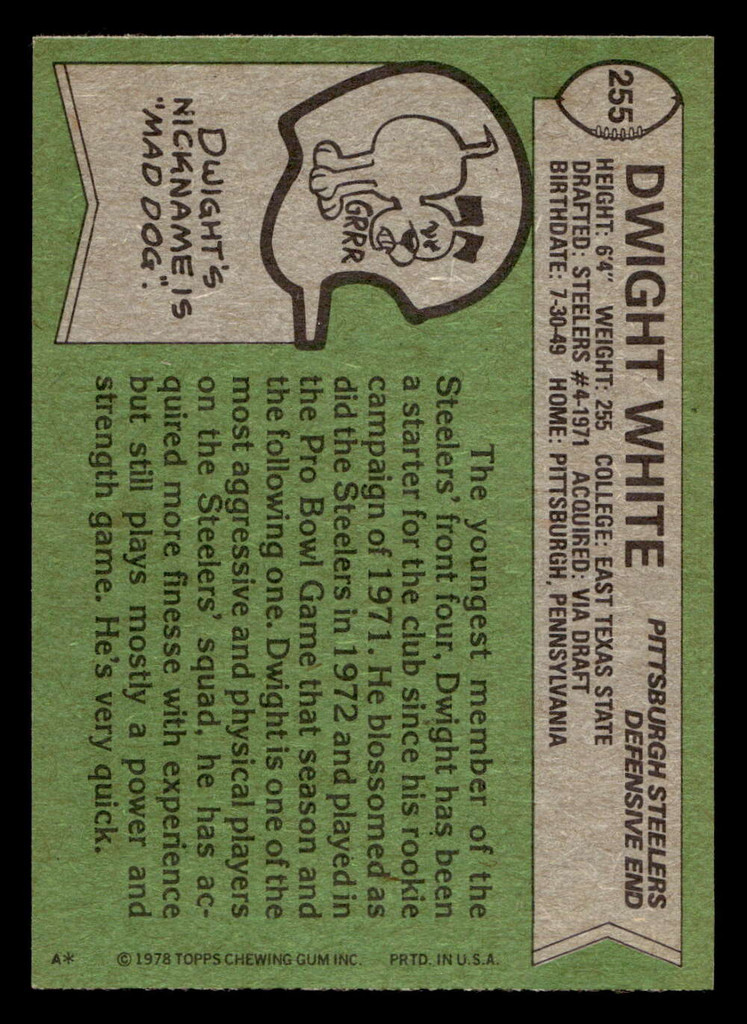 255
DWIGHT WHITE
PITTSBURGH STEELERS
DEFENSIVE END
HEIGHT: 6'4" WEIGHT: 255 COLLEGE: EAST TEXAS STATE
DRAFTED: STEELERS #4-1971 ACQUIRED: VIA DRAFT
BIRTHDATE: 7-30-49 HOME: PITTSBURGH, PENNSYLVANIA
GRRR
DWIGHT'S
NICKNAME IS
"MAD DOG".
The youngest member of the
Steelers' front four, Dwight has been
a starter for the club since his rookie
campaign of 1971. He blossomed as
did the Steelers in 1972 and played in
the Pro Bowl Game that season and
the following one. Dwight is one of the
most aggressive and physical players
on the Steelers' squad, he has ac-
quired more finesse with experience
but still plays mostly a power and
strength game. He's very quick.
A* © 1978 TOPPS CHEWING GUM INC. PRTD. IN U.S.A.